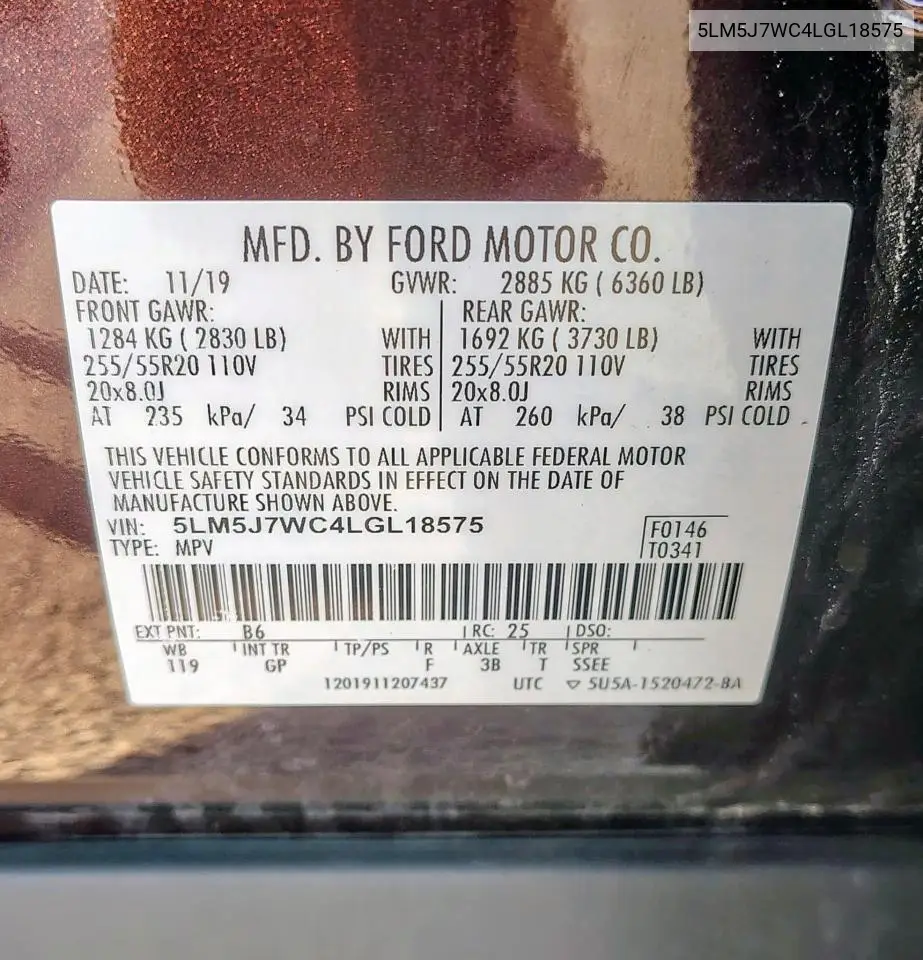 5LM5J7WC4LGL18575
MFD. BY FORD MOTOR CO.
DATE: 11/19 GVWR: 2885 KG ( 6360 LB)
FRONT GAWR: REAR GAWR:
1284 KG ( 2830 LB) WITH 1692 KG ( 3730 LB) WITH
255/55R20 110V TIRES 255/55R20 110V TIRES
20x8.0J RIMS 20x8.0J RIMS
AT 235 kPa/ 34 PSI COLD AT 260 kPa/ 38 PSI COLD
THIS VEHICLE CONFORMS TO ALL APPLICABLE FEDERAL MOTOR
VEHICLE SAFETY STANDARDS IN EFFECT ON THE DATE OF
MANUFACTURE SHOWN ABOVE.
VIN: 5LM5J7WC4LGL18575 F0146
TYPE: MPV T0341
EXT PNT: B6 RC: 25 DSO:
WB INT TR TP/PS R AXLE TR SPR
119 GP F 3B T SSEE
1201911207437 UTC ▽ 5U5A-1520472-BA